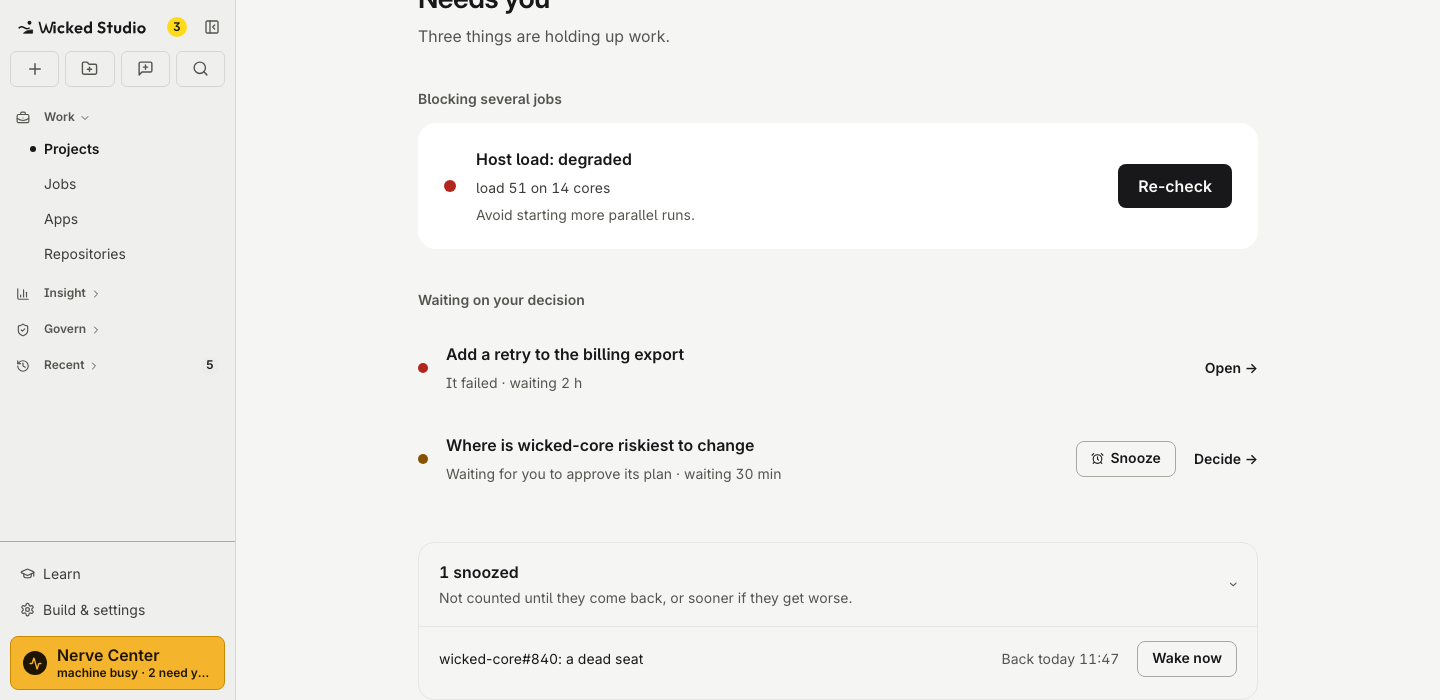 Wicked Studio
3
Work
Projects
Jobs
Apps
Repositories
Insight
Govern
Recent
5
Learn
Build & settings
Nerve Center
machine busy · 2 need y...
Needs you
Three things are holding up work.
Blocking several jobs
Host load: degraded
load 51 on 14 cores
Avoid starting more parallel runs.
Re-check
Waiting on your decision
Add a retry to the billing export
It failed · waiting 2 h
Open →
Where is wicked-core riskiest to change
Waiting for you to approve its plan · waiting 30 min
Snooze
Decide →
1 snoozed
Not counted until they come back, or sooner if they get worse.
wicked-core#840: a dead seat
Back today 11:47
Wake now